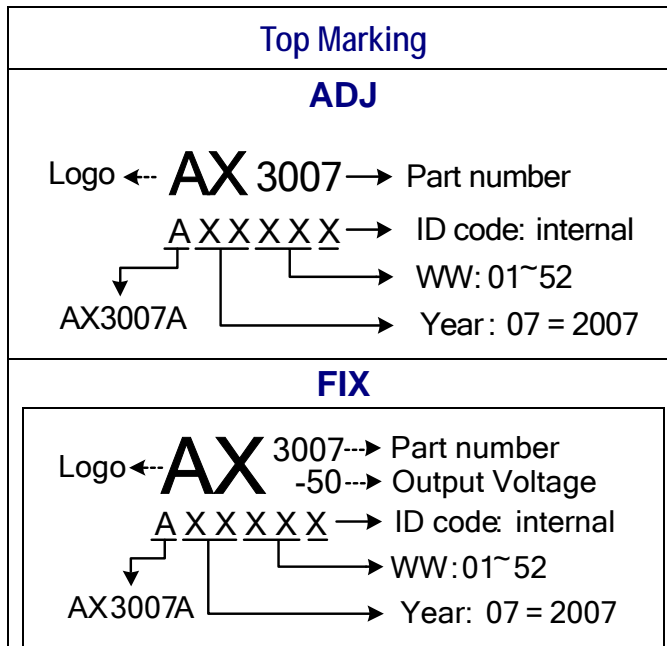 Top Marking
ADJ
Logo AX 3007 Part number
A X X X X X ID code: internal
WW: 01~52
AX3007A
Year: 07 = 2007
FIX
Logo AX 3007 Part number
-50 Output Voltage
A X X X X X ID code: internal
WW:01~52
AX3007A
Year: 07 = 2007